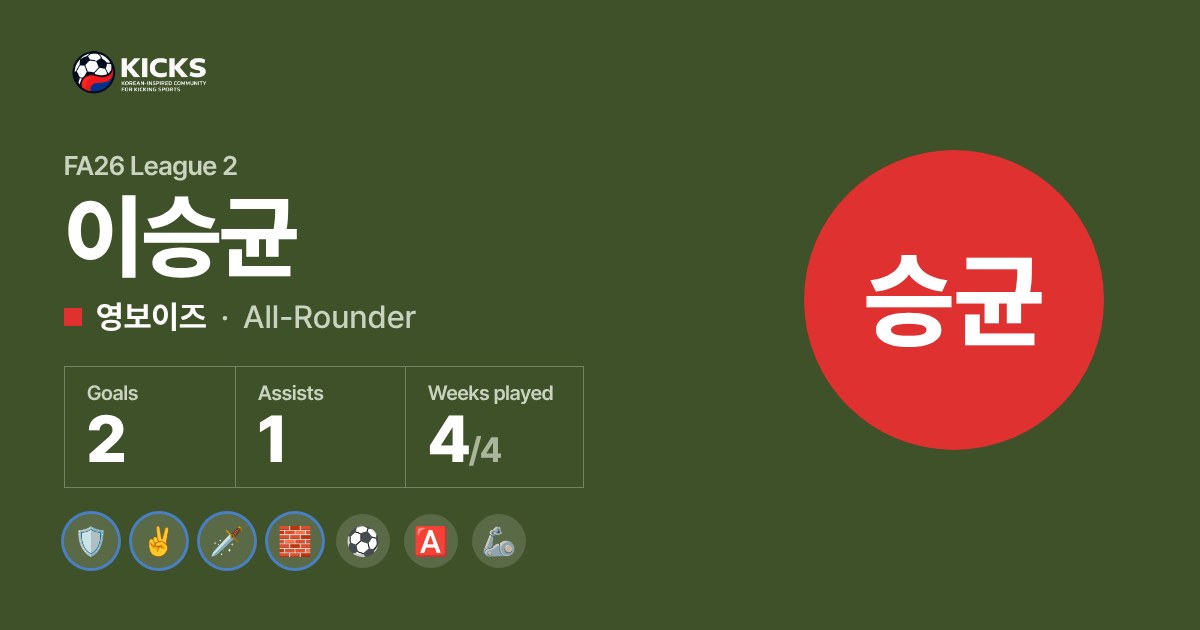 KICKS
KOREAN-INSPIRED COMMUNITY
FOR KICKING SPORTS
FA26 League 2
이승균
영보이즈 · All-Rounder
Goals
2
Assists
1
Weeks played
4/4
A
승균